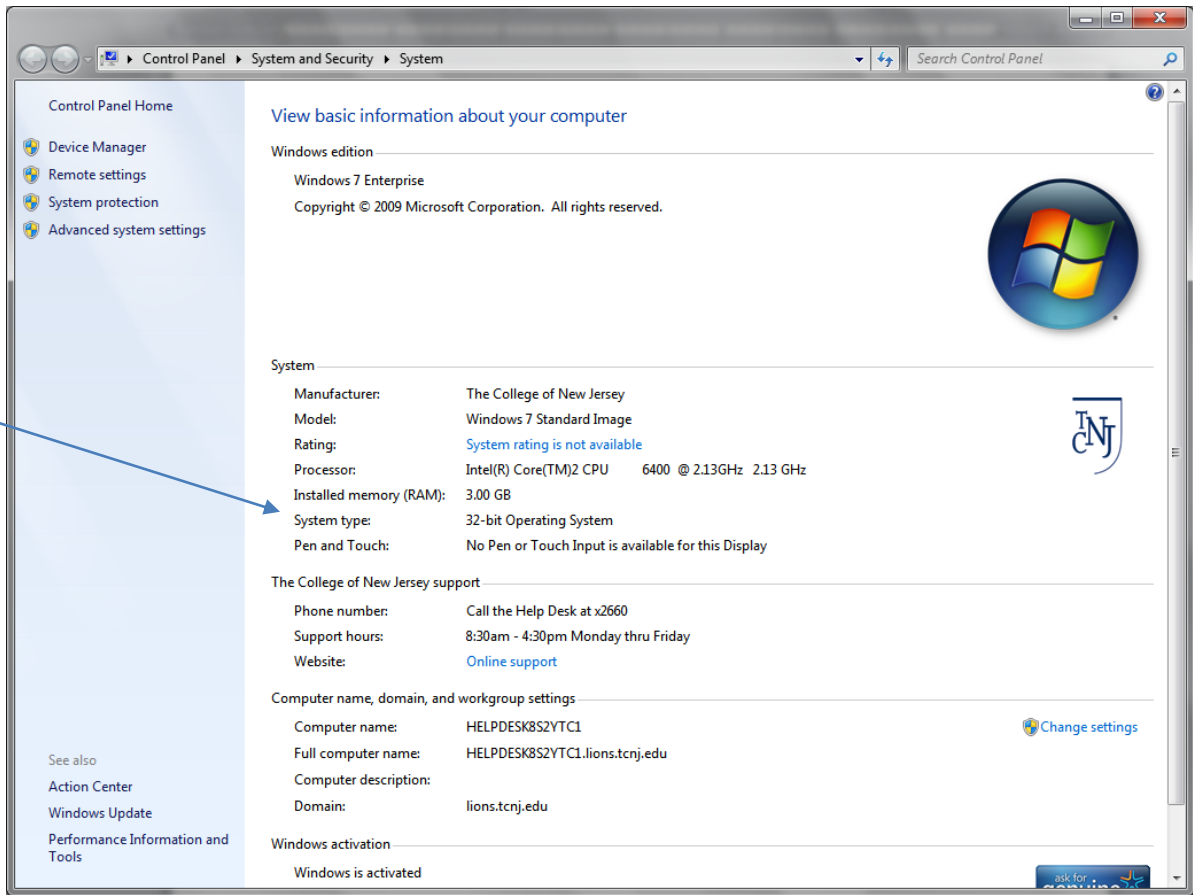 Control Panel ▸ System and Security ▸ System
Search Control Panel
Control Panel Home
Device Manager
Remote settings
System protection
Advanced system settings
See also
Action Center
Windows Update
Performance Information and
Tools
View basic information about your computer
Windows edition
Windows 7 Enterprise
Copyright © 2009 Microsoft Corporation. All rights reserved.
System
Manufacturer: The College of New Jersey
Model: Windows 7 Standard Image
Rating: System rating is not available
Processor: Intel(R) Core(TM)2 CPU 6400 @ 2.13GHz 2.13 GHz
Installed memory (RAM): 3.00 GB
System type: 32-bit Operating System
Pen and Touch: No Pen or Touch Input is available for this Display
TCNJ
The College of New Jersey support
Phone number: Call the Help Desk at x2660
Support hours: 8:30am - 4:30pm Monday thru Friday
Website: Online support
Computer name, domain, and workgroup settings
Computer name: HELPDESK8S2YTC1
Change settings
Full computer name: HELPDESK8S2YTC1.lions.tcnj.edu
Computer description:
Domain: lions.tcnj.edu
Windows activation
Windows is activated
ask for
genuine